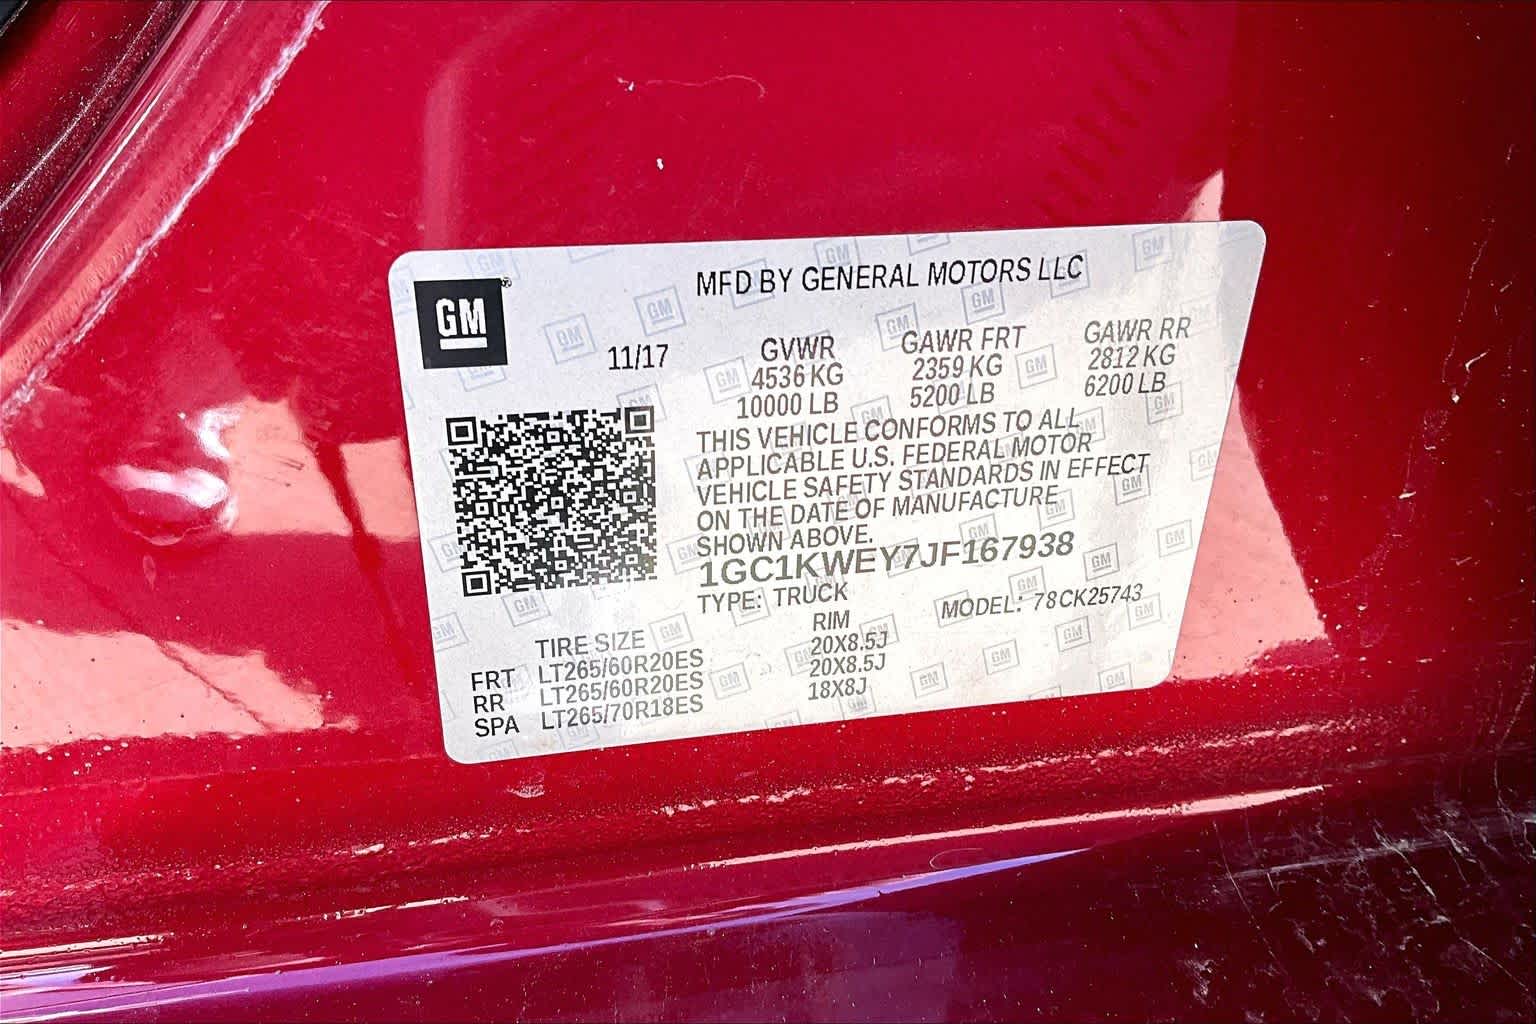 GM
MFD BY GENERAL MOTORS LLC
11/17
GVWR GAWR FRT GAWR RR
4536 KG 2359 KG 2812 KG
10000 LB 5200 LB 6200 LB
THIS VEHICLE CONFORMS TO ALL
APPLICABLE U.S. FEDERAL MOTOR
VEHICLE SAFETY STANDARDS IN EFFECT
ON THE DATE OF MANUFACTURE
SHOWN ABOVE.
1GC1KWEY7JF167938
TYPE: TRUCK MODEL: 78CK25743
TIRE SIZE RIM
FRT LT265/60R20ES 20X8.5J
RR LT265/60R20ES 20X8.5J
SPA LT265/70R18ES 18X8J